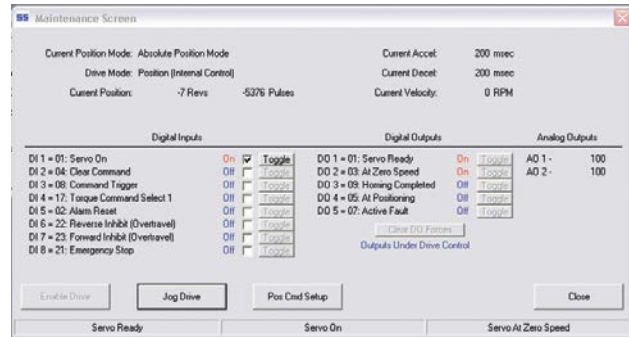 SS Maintenance Screen
Current Position Mode: Absolute Position Mode Current Accel: 200 msec
Drive Mode: Position (Internal Control) Current Decel: 200 msec
Current Position: -7 Revs -5376 Pulses Current Velocity: 0 RPM
Digital Inputs Digital Outputs Analog Outputs
DI 1 = 01: Servo On On Toggle DO 1 = 01: Servo Ready On Toggle AO 1 - 100
DI 2 = 04: Clear Command Off Toggle DO 2 = 03: At Zero Speed On Toggle AO 2 - 100
DI 3 = 08: Command Trigger Off Toggle DO 3 = 09: Homing Completed Off Toggle
DI 4 = 17: Torque Command Select 1 Off Toggle DO 4 = 05: At Positioning Off Toggle
DI 5 = 02: Alarm Reset Off Toggle DO 5 = 07: Active Fault Off Toggle
DI 6 = 22: Reverse Inhibit (Overtravel) Off Toggle Clear DO Forces
DI 7 = 23: Forward Inhibit (Overtravel) Off Toggle Outputs Under Drive Control
DI 8 = 21: Emergency Stop Off Toggle
Enable Drive Jog Drive Pos Cmd Setup Close
Servo Ready Servo On Servo At Zero Speed